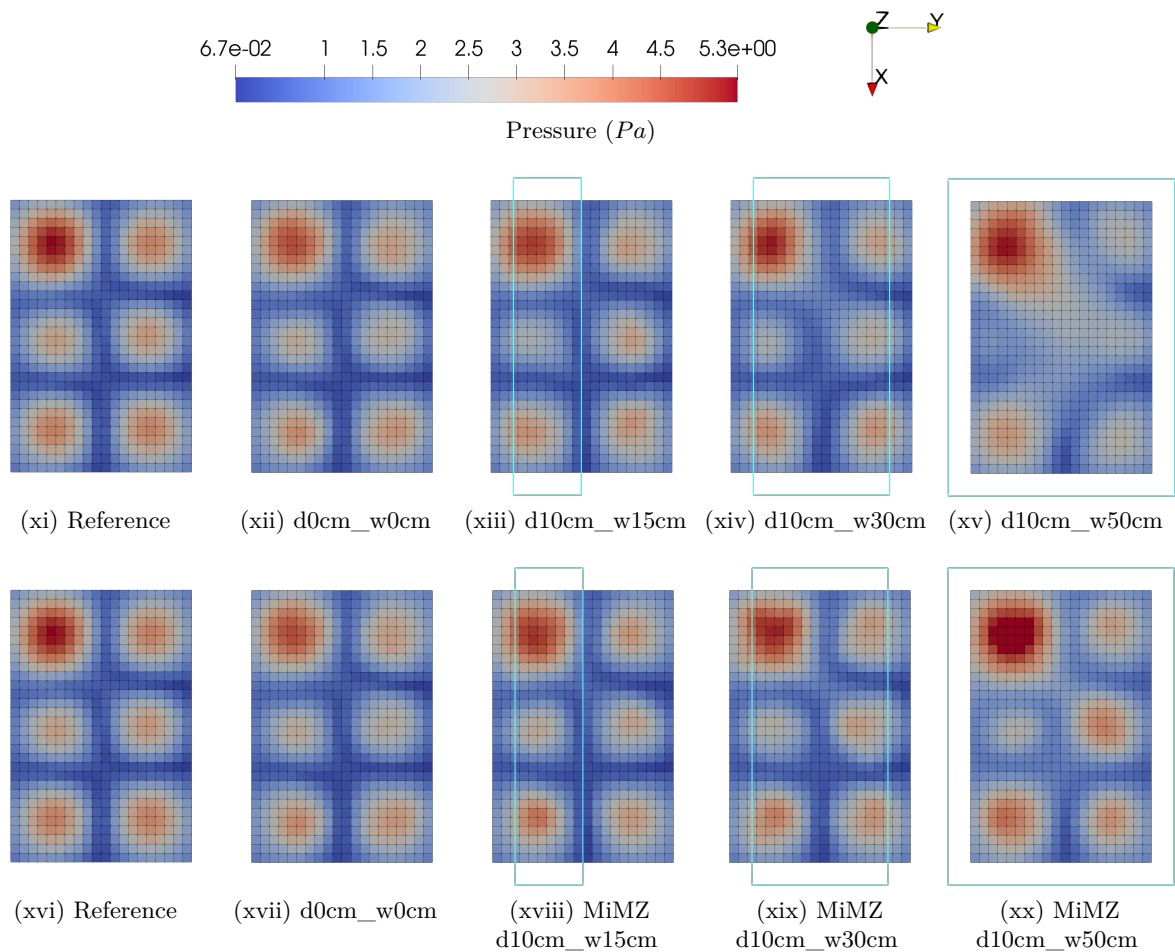 6.7e-02 1 1.5 2 2.5 3 3.5 4 4.5 5.3e+00
Pressure (Pa)
Z Y
X
(xi) Reference (xii) d0cm_w0cm (xiii) d10cm_w15cm (xiv) d10cm_w30cm (xv) d10cm_w50cm
(xvi) Reference (xvii) d0cm_w0cm (xviii) MiMZ (xix) MiMZ (xx) MiMZ
d10cm_w15cm d10cm_w30cm d10cm_w50cm